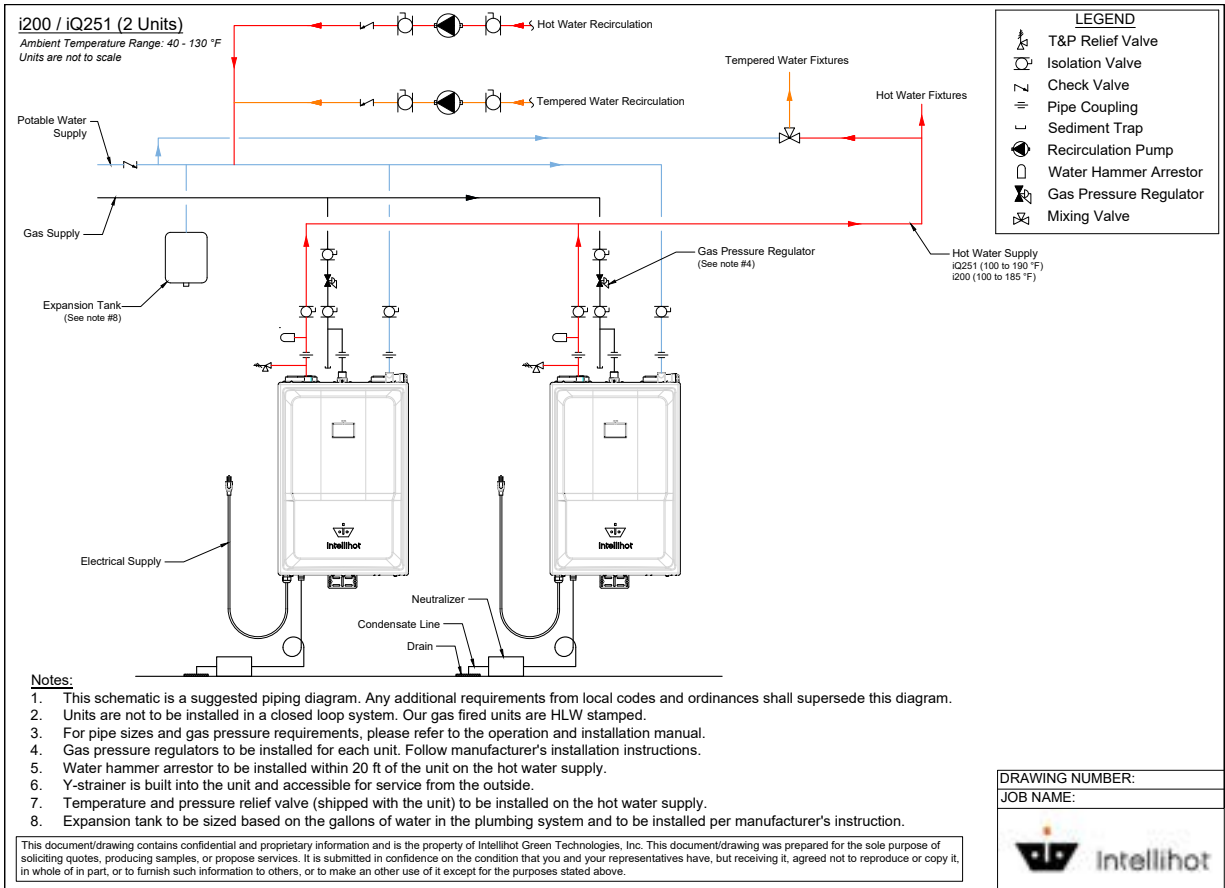 i200 / iQ251 (2 Units)
Ambient Temperature Range: 40 - 130 °F
Units are not to scale
Hot Water Recirculation
Tempered Water Recirculation
Tempered Water Fixtures
Hot Water Fixtures
LEGEND
T&P Relief Valve
Isolation Valve
Check Valve
Pipe Coupling
Sediment Trap
Recirculation Pump
Water Hammer Arrestor
Gas Pressure Regulator
Mixing Valve
Potable Water
Supply
Gas Supply
Expansion Tank
(See note #8)
Gas Pressure Regulator
(See note #4)
Hot Water Supply
iQ251 (100 to 190 °F)
i200 (100 to 185 °F)
intellihot
intellihot
Electrical Supply
Neutralizer
Condensate Line
Drain
Notes:
1. This schematic is a suggested piping diagram. Any additional requirements from local codes and ordinances shall supersede this diagram.
2. Units are not to be installed in a closed loop system. Our gas fired units are HLW stamped.
3. For pipe sizes and gas pressure requirements, please refer to the operation and installation manual.
4. Gas pressure regulators to be installed for each unit. Follow manufacturer's installation instructions.
5. Water hammer arrestor to be installed within 20 ft of the unit on the hot water supply.
6. Y-strainer is built into the unit and accessible for service from the outside.
7. Temperature and pressure relief valve (shipped with the unit) to be installed on the hot water supply.
8. Expansion tank to be sized based on the gallons of water in the plumbing system and to be installed per manufacturer's instruction.
This document/drawing contains confidential and proprietary information and is the property of Intellihot Green Technologies, Inc. This document/drawing was prepared for the sole purpose of
soliciting quotes, producing samples, or propose services. It is submitted in confidence on the condition that you and your representatives have, but receiving it, agreed not to reproduce or copy it,
in whole of in part, or to furnish such information to others, or to make an other use of it except for the purposes stated above.
DRAWING NUMBER:
JOB NAME:
Intellihot